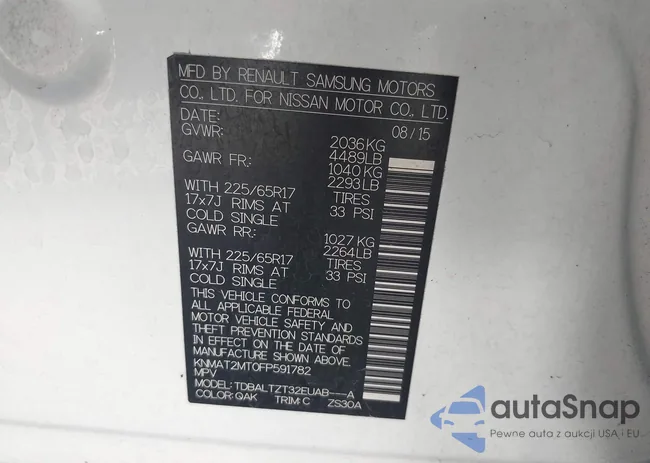 MFD BY RENAULT SAMSUNG MOTORS
CO., LTD. FOR NISSAN MOTOR CO., LTD.
DATE: 08/15
GVWR: 2036KG
4489LB
GAWR FR: 1040KG
2293LB
WITH 225/65R17 TIRES
17x7J RIMS AT 33 PSI
COLD SINGLE
GAWR RR: 1027KG
2264LB
WITH 225/65R17 TIRES
17x7J RIMS AT 33 PSI
COLD SINGLE
THIS VEHICLE CONFORMS TO
ALL APPLICABLE FEDERAL
MOTOR VEHICLE SAFETY AND
THEFT PREVENTION STANDARDS
IN EFFECT ON THE DATE OF
MANUFACTURE SHOWN ABOVE.
KNMAT2MT0FP591782
MPV
MODEL: TDBALTZT32EUAB---A
COLOR: QAK TRIM: C ZS30A
autaSnap
Pewne auta z aukcji USA i EU